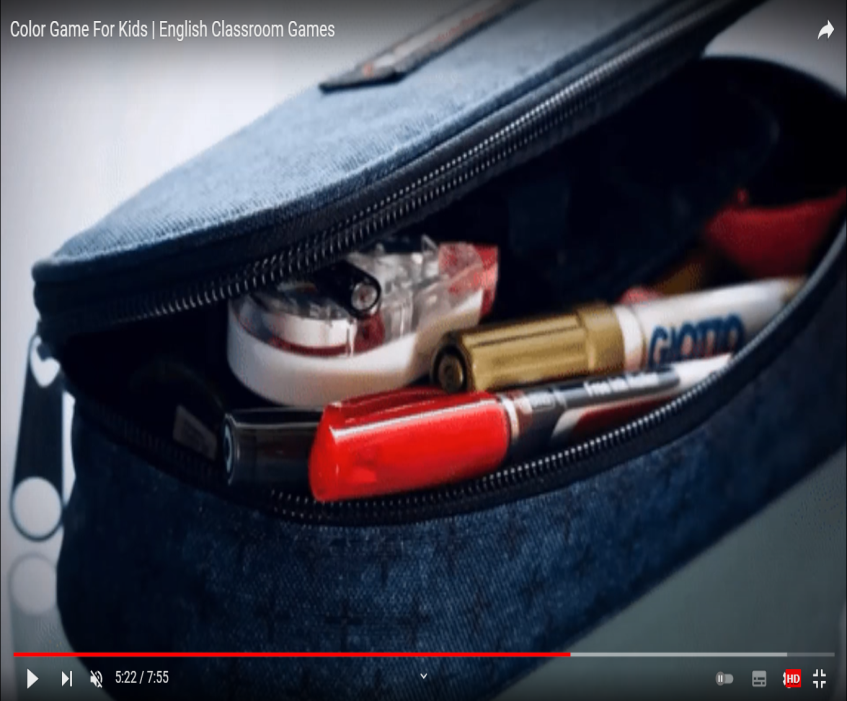 Color Game For Kids | English Classroom Games
GIOTTO
5:22 / 7:55
HD